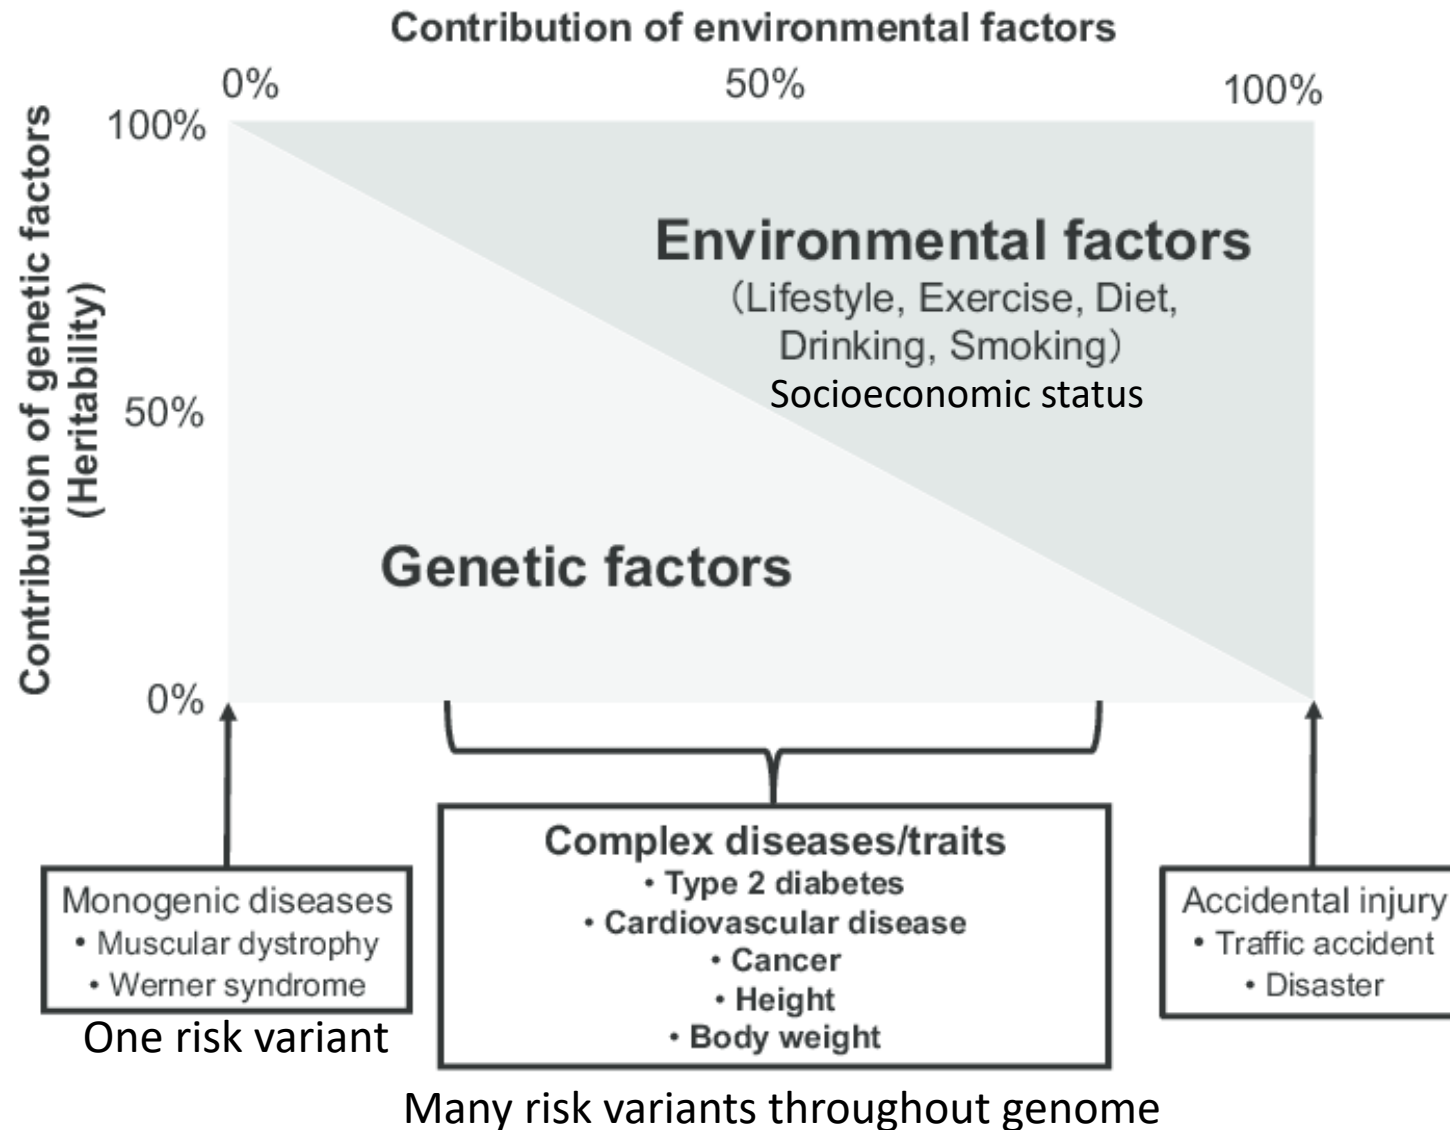 Contribution of environmental factors
0%
50%
100%
Contribution of genetic factors
(Heritability)
100%
50%
0%
Environmental factors
（Lifestyle, Exercise, Diet,
Drinking, Smoking）
Socioeconomic status
Genetic factors
Monogenic diseases
• Muscular dystrophy
• Werner syndrome
One risk variant
Complex diseases/traits
• Type 2 diabetes
• Cardiovascular disease
• Cancer
• Height
• Body weight
Many risk variants throughout genome
Accidental injury
• Traffic accident
• Disaster